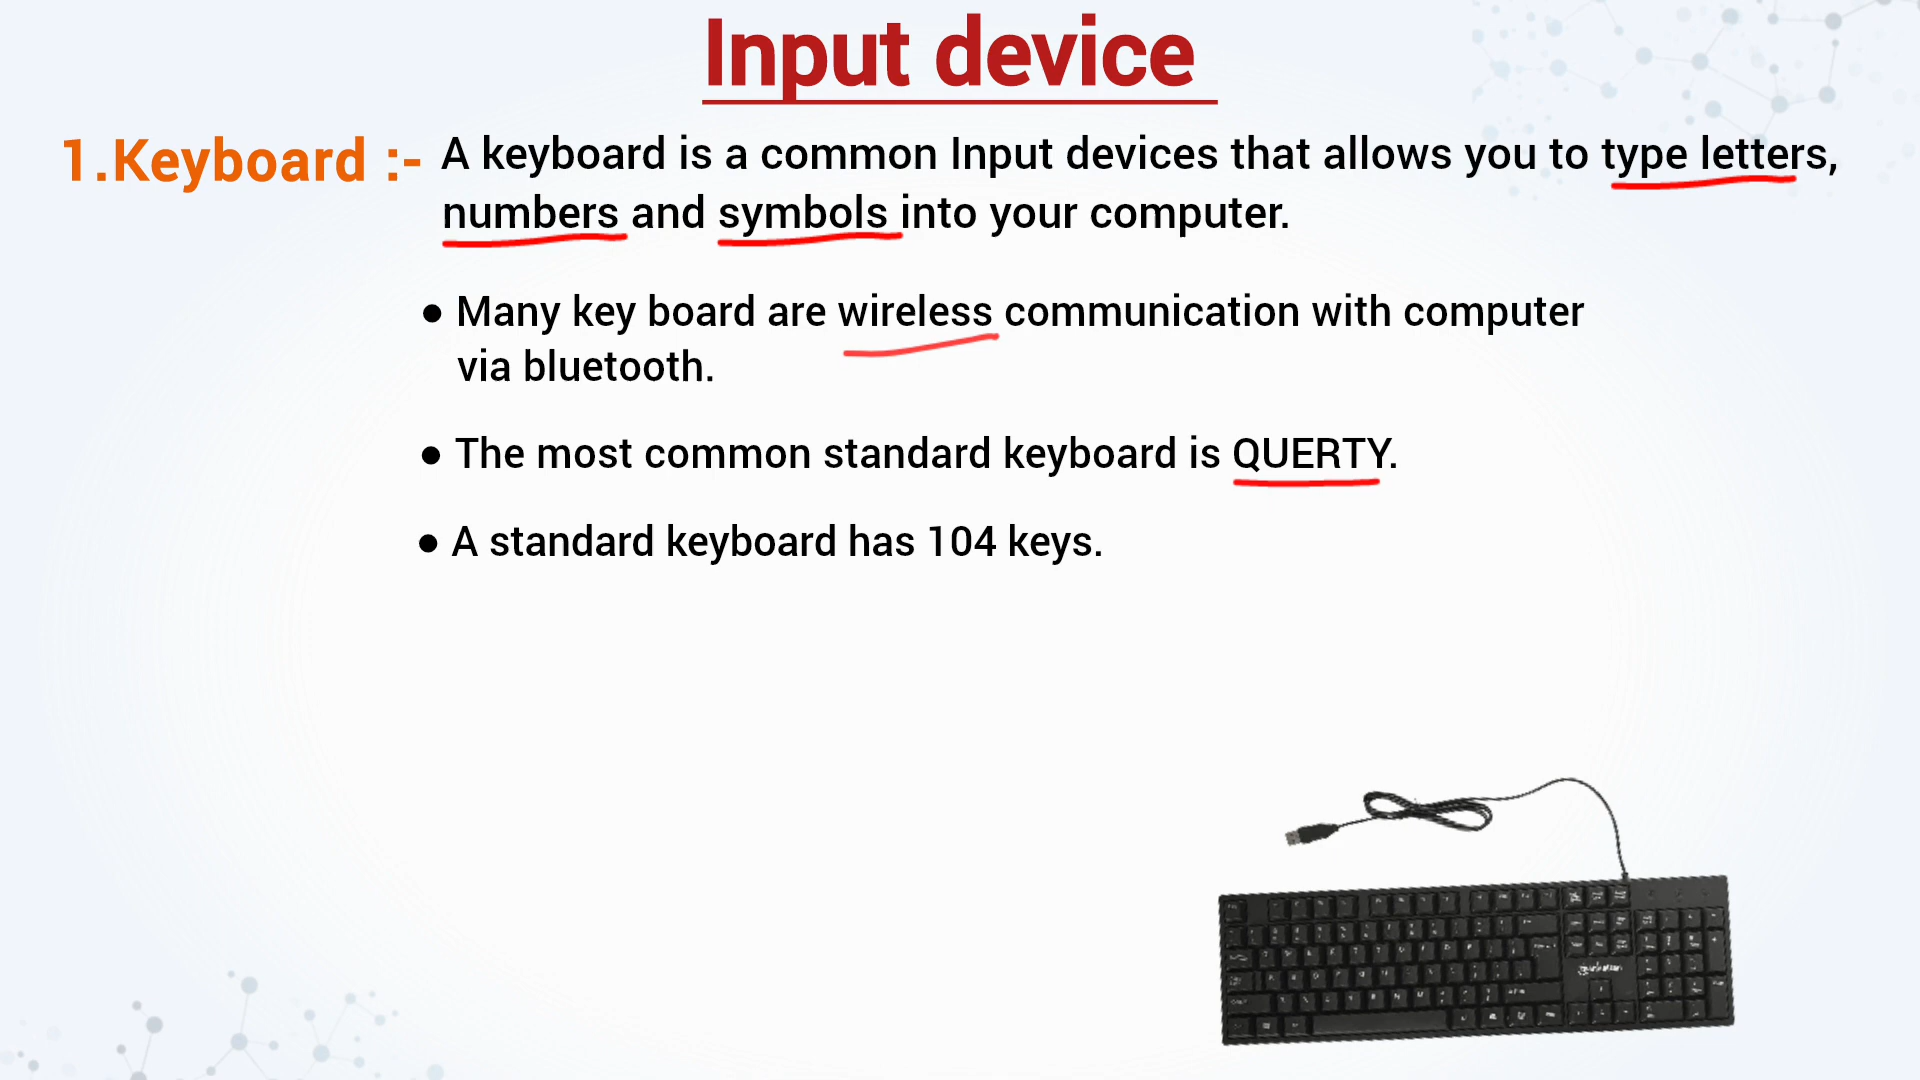 Input device
1.Keyboard :- A keyboard is a common Input devices that allows you to type letters,
numbers and symbols into your computer.
● Many key board are wireless communication with computer
via bluetooth.
● The most common standard keyboard is QUERTY.
● A standard keyboard has 104 keys.